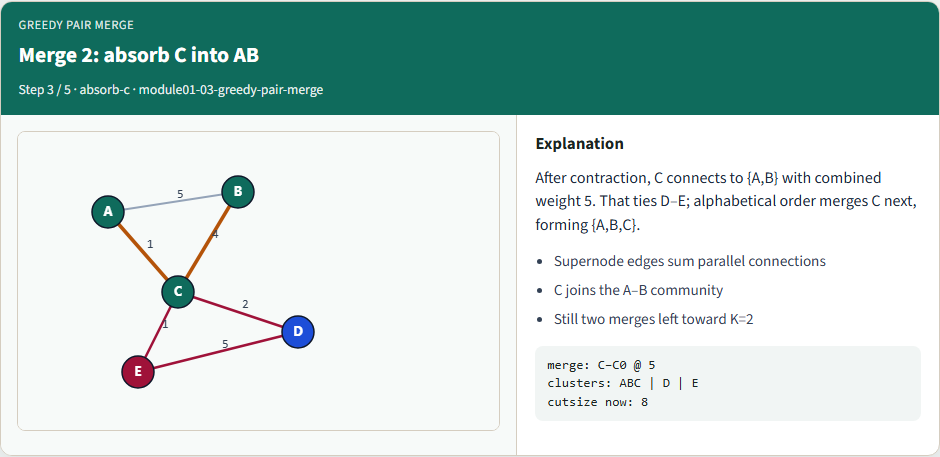 GREEDY PAIR MERGE
Merge 2: absorb C into AB
Step 3 / 5 · absorb-c · module01-03-greedy-pair-merge
5
B
A
4
1
C
2
1
D
5
E
Explanation
After contraction, C connects to {A,B} with combined
weight 5. That ties D–E; alphabetical order merges C next,
forming {A,B,C}.
• Supernode edges sum parallel connections
• C joins the A–B community
• Still two merges left toward K=2
merge: C–C0 @ 5
clusters: ABC | D | E
cutsize now: 8